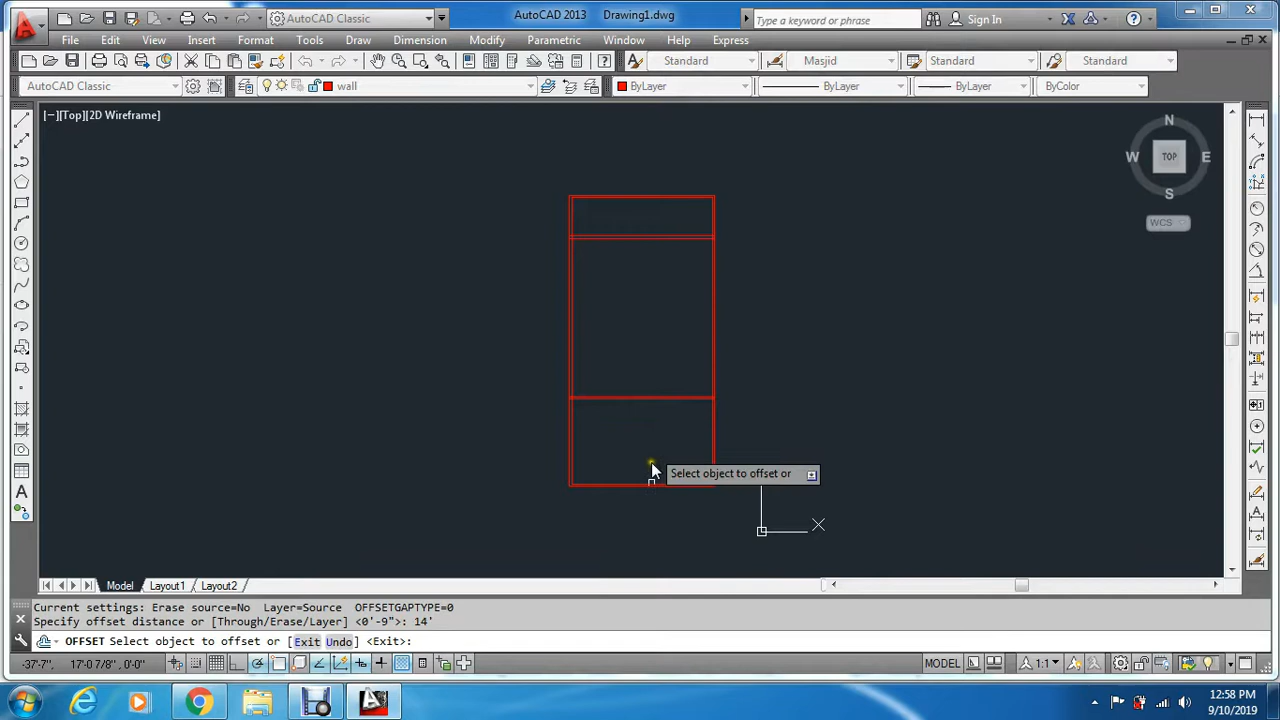 AutoCAD Classic
AutoCAD 2013 Drawing1.dwg
Type a keyword or phrase
Sign In
File Edit View Insert Format Tools Draw Dimension Modify Parametric Window Help Express
Standard Masjid Standard Standard
AutoCAD Classic wall ByLayer ByLayer ByLayer ByColor
[−][Top][2D Wireframe]
N
W TOP E
S
WCS
Select object to offset or
X
Model Layout1 Layout2
Current settings: Erase source=No Layer=Source OFFSETGAPTYPE=0
Specify offset distance or [Through/Erase/Layer] <0'-9">: 14'
OFFSET Select object to offset or [Exit Undo] <Exit>:
-37'-7", 17'-0 7/8", 0'-0" MODEL 1:1
12:58 PM
9/10/2019